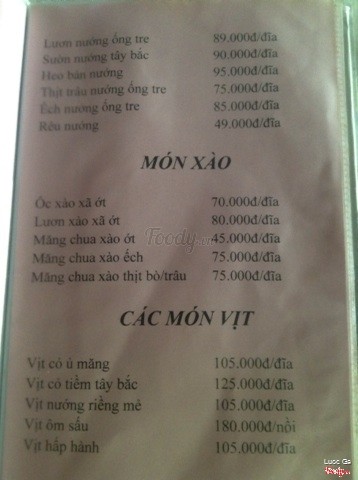 Lươn nướng ống tre 89.000đ/đĩa
Sườn nướng tây bắc 90.000đ/đĩa
Heo bản nướng 95.000đ/đĩa
Thịt trâu nướng ống tre 75.000đ/đĩa
Ếch nướng ống tre 85.000đ/đĩa
Rêu nướng 49.000đ/đĩa
MÓN XÀO
Ốc xào xã ớt 70.000đ/đĩa
Lươn xào xã ớt 80.000đ/đĩa
Măng chua xào ớt 45.000đ/đĩa
Foody.vn
Măng chua xào ếch 75.000đ/đĩa
Măng chua xào thịt bò/trâu 75.000đ/đĩa
CÁC MÓN VỊT
Vịt cỏ ủ măng 105.000đ/đĩa
Vịt cỏ tiềm tây bắc 125.000đ/đĩa
Vịt nướng riềng mẻ 105.000đ/đĩa
Vịt ôm sấu 180.000đ/nồi
Vịt hấp hành 105.000đ/đĩa
Foody